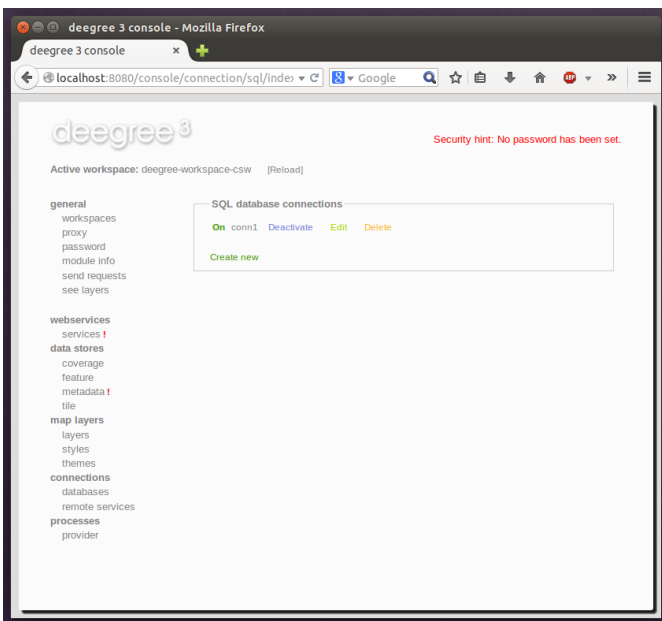 deegree 3 console - Mozilla Firefox
deegree 3 console
localhost:8080/console/connection/sql/index
Google
ABP
deegree 3
Security hint: No password has been set.
Active workspace: deegree-workspace-csw [Reload]
general
workspaces
proxy
password
module info
send requests
see layers
SQL database connections
On conn1 Deactivate Edit Delete
Create new
webservices
services !
data stores
coverage
feature
metadata !
tile
map layers
layers
styles
themes
connections
databases
remote services
processes
provider